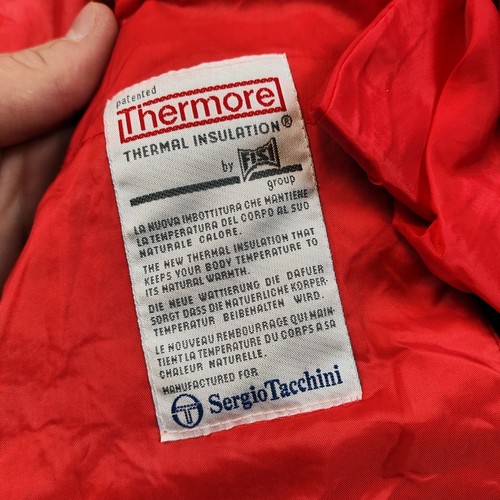 patented
Thermore
THERMAL INSULATION®
by FISI
group
LA NUOVA IMBOTTITURA CHE MANTIENE
LA TEMPERATURA DEL CORPO AL SUO
NATURALE CALORE.
THE NEW THERMAL INSULATION THAT
KEEPS YOUR BODY TEMPERATURE TO
ITS NATURAL WARMTH.
DIE NEUE WATTIERUNG DIE DAFUER
SORGT DASS DIE NATUERLICHE KORPER-
TEMPERATUR BEIBEHALTEN WIRD.
LE NOUVEAU REMBOURRAGE QUI MAIN-
TIENT LA TEMPERATURE DU CORPS A SA
CHALEUR NATURELLE.
MANUFACTURED FOR
Sergio Tacchini